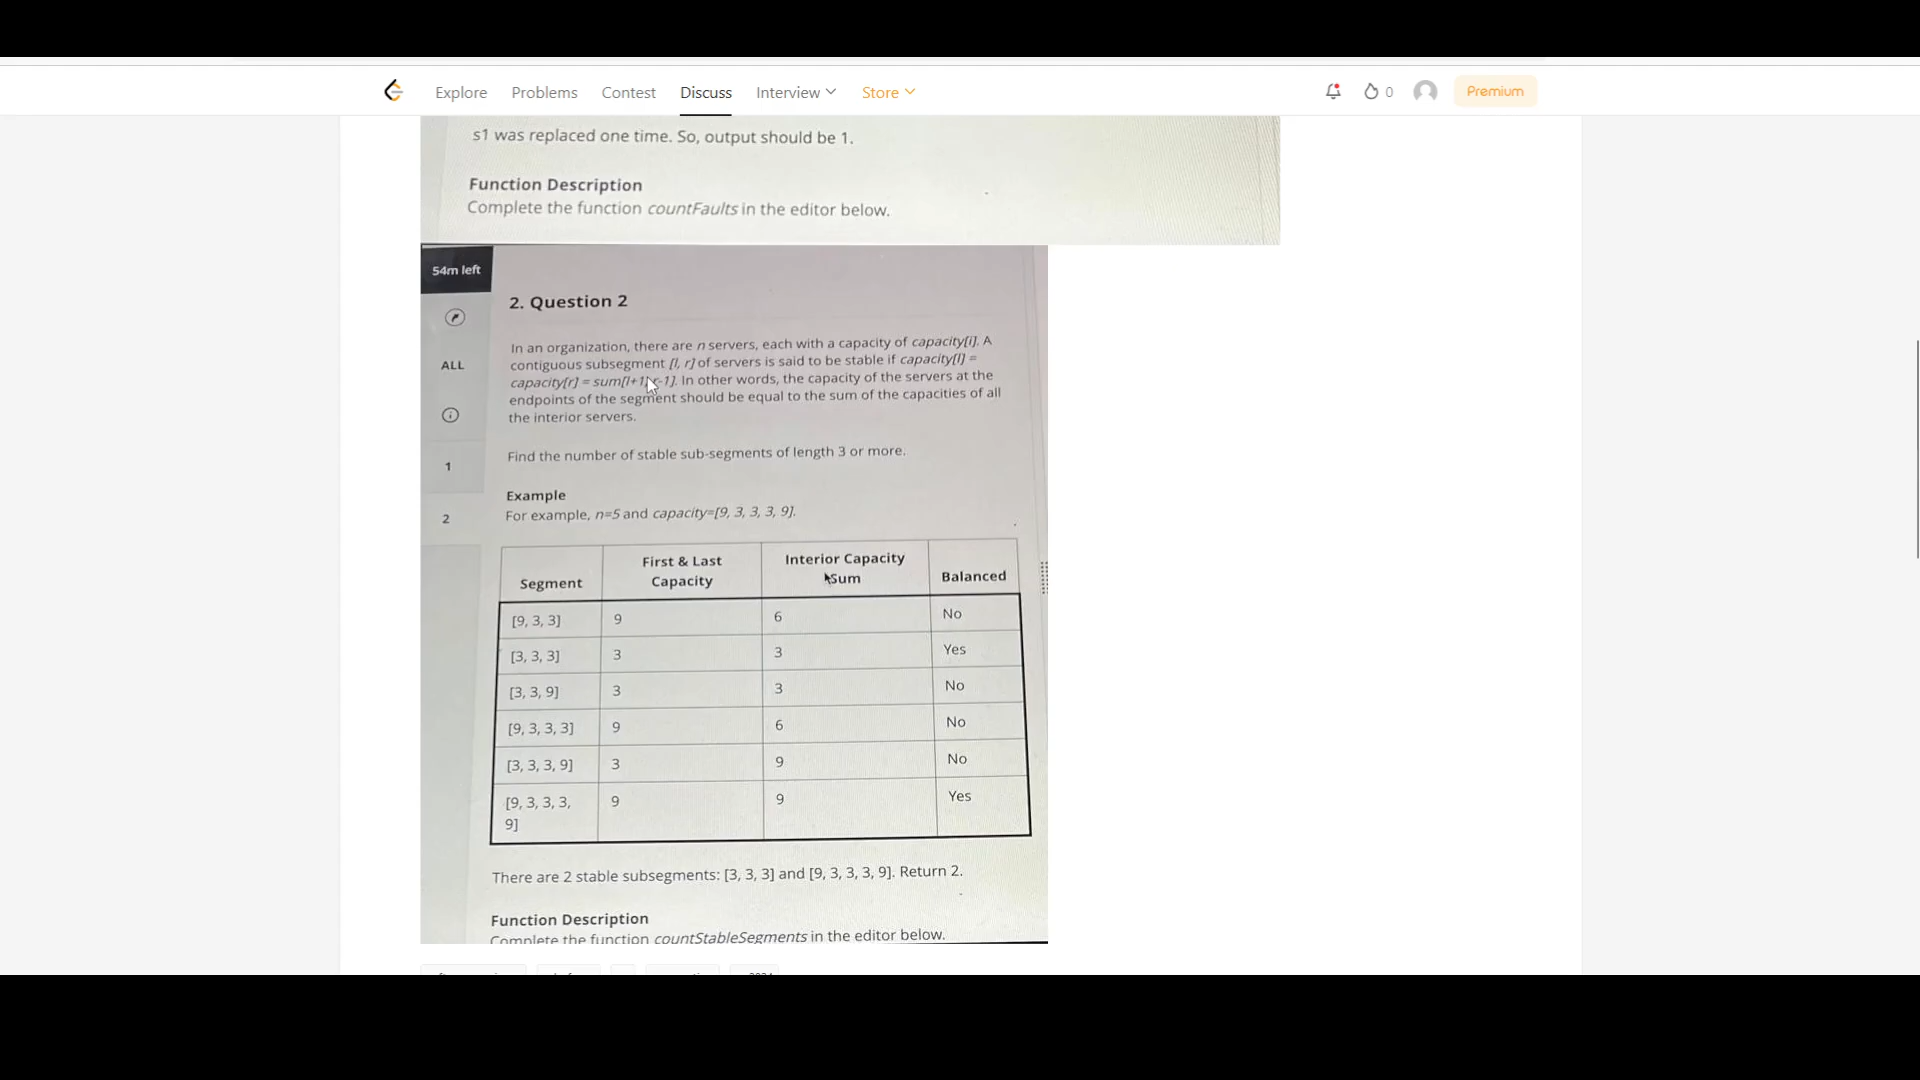 Explore Problems Contest Discuss Interview Store 0 Premium
s1 was replaced one time. So, output should be 1.
Function Description
Complete the function countFaults in the editor below.
54m left
2. Question 2
In an organization, there are n servers, each with a capacity of capacity[i]. A
contiguous subsegment [l, r] of servers is said to be stable if capacity[l] =
capacity[r] = sum[l+1, r-1]. In other words, the capacity of the servers at the
endpoints of the segment should be equal to the sum of the capacities of all
the interior servers.
ALL
Find the number of stable sub-segments of length 3 or more.
1
Example
For example, n=5 and capacity=[9, 3, 3, 3, 9].
2
Segment First & Last Capacity Interior Capacity Sum Balanced
[9, 3, 3] 9 6 No
[3, 3, 3] 3 3 Yes
[3, 3, 9] 3 3 No
[9, 3, 3, 3] 9 6 No
[3, 3, 3, 9] 3 9 No
[9, 3, 3, 3, 9] 9 9 Yes
There are 2 stable subsegments: [3, 3, 3] and [9, 3, 3, 3, 9]. Return 2.
Function Description
Complete the function countStableSegments in the editor below.